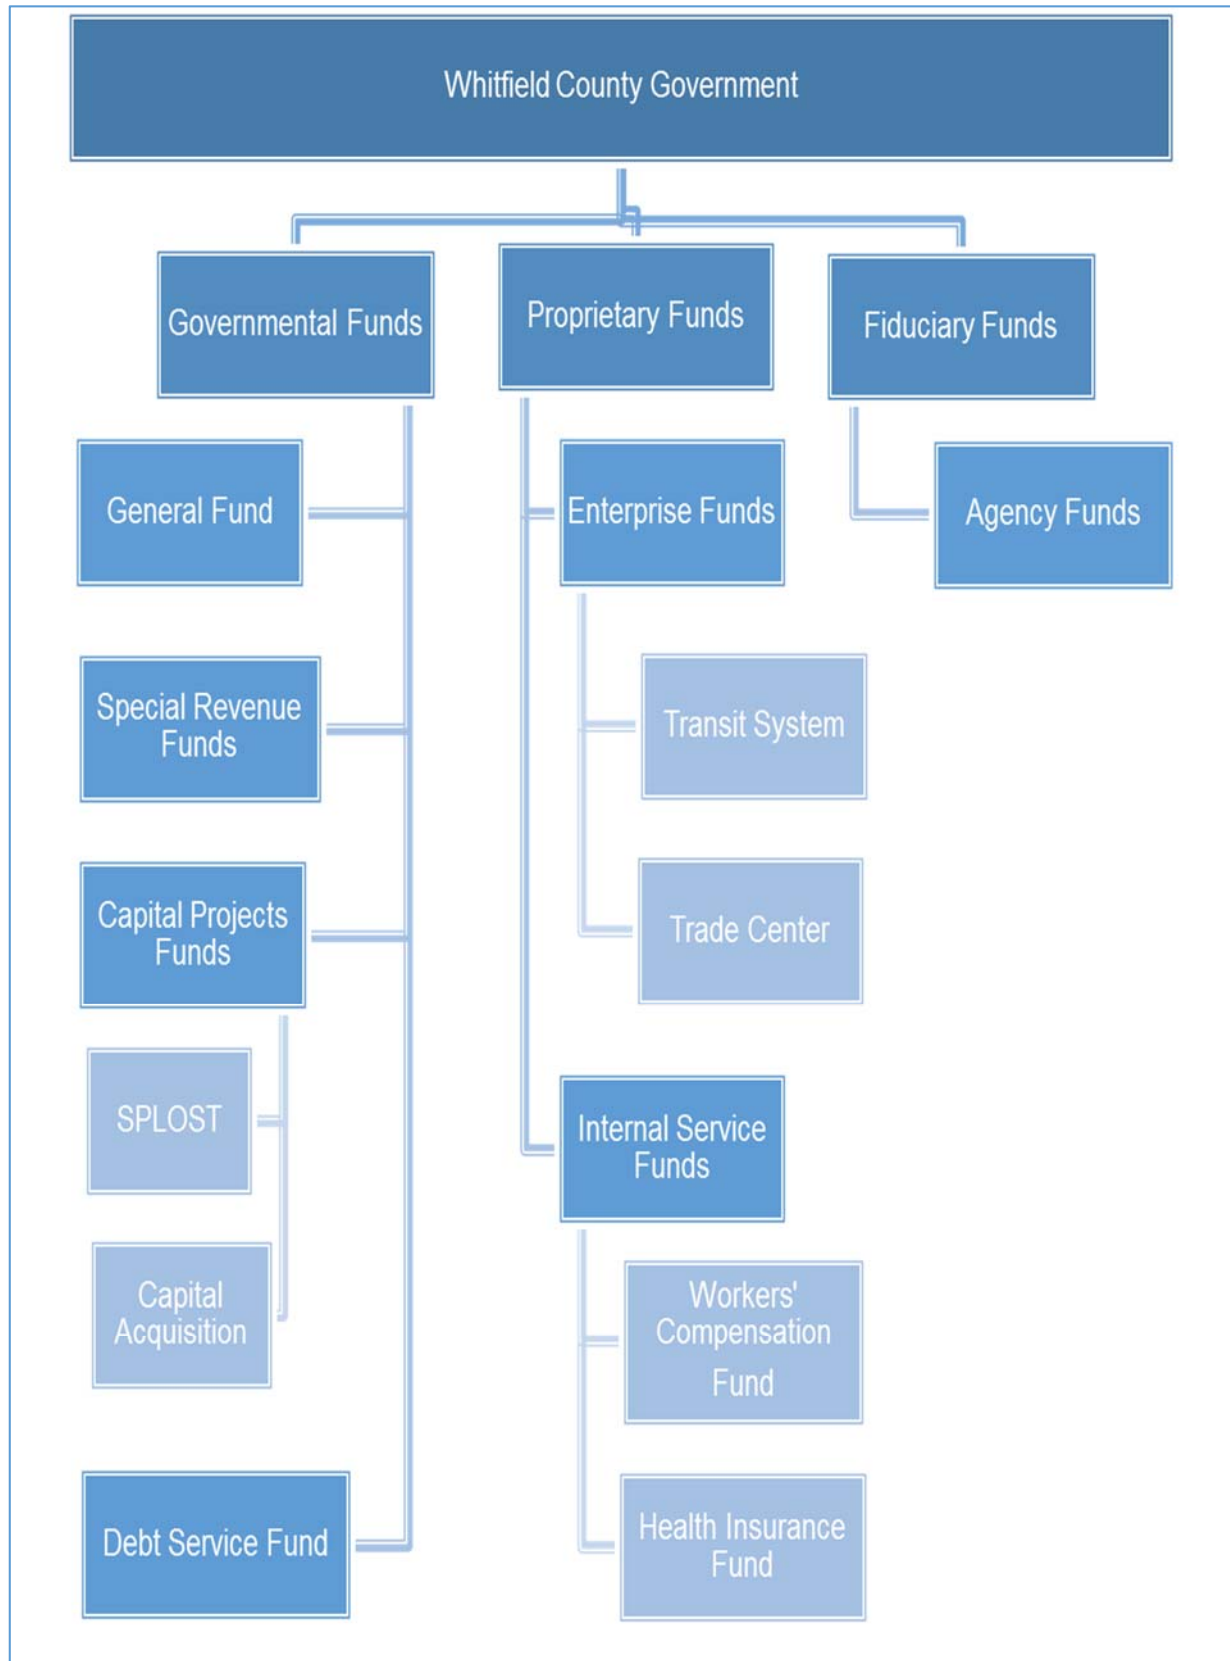 Whitfield County Government
Governmental Funds
Proprietary Funds
Fiduciary Funds
General Fund
Enterprise Funds
Agency Funds
Special Revenue
Funds
Transit System
Capital Projects
Funds
Trade Center
SPLOST
Internal Service
Funds
Capital
Acquisition
Workers'
Compensation
Fund
Debt Service Fund
Health Insurance
Fund